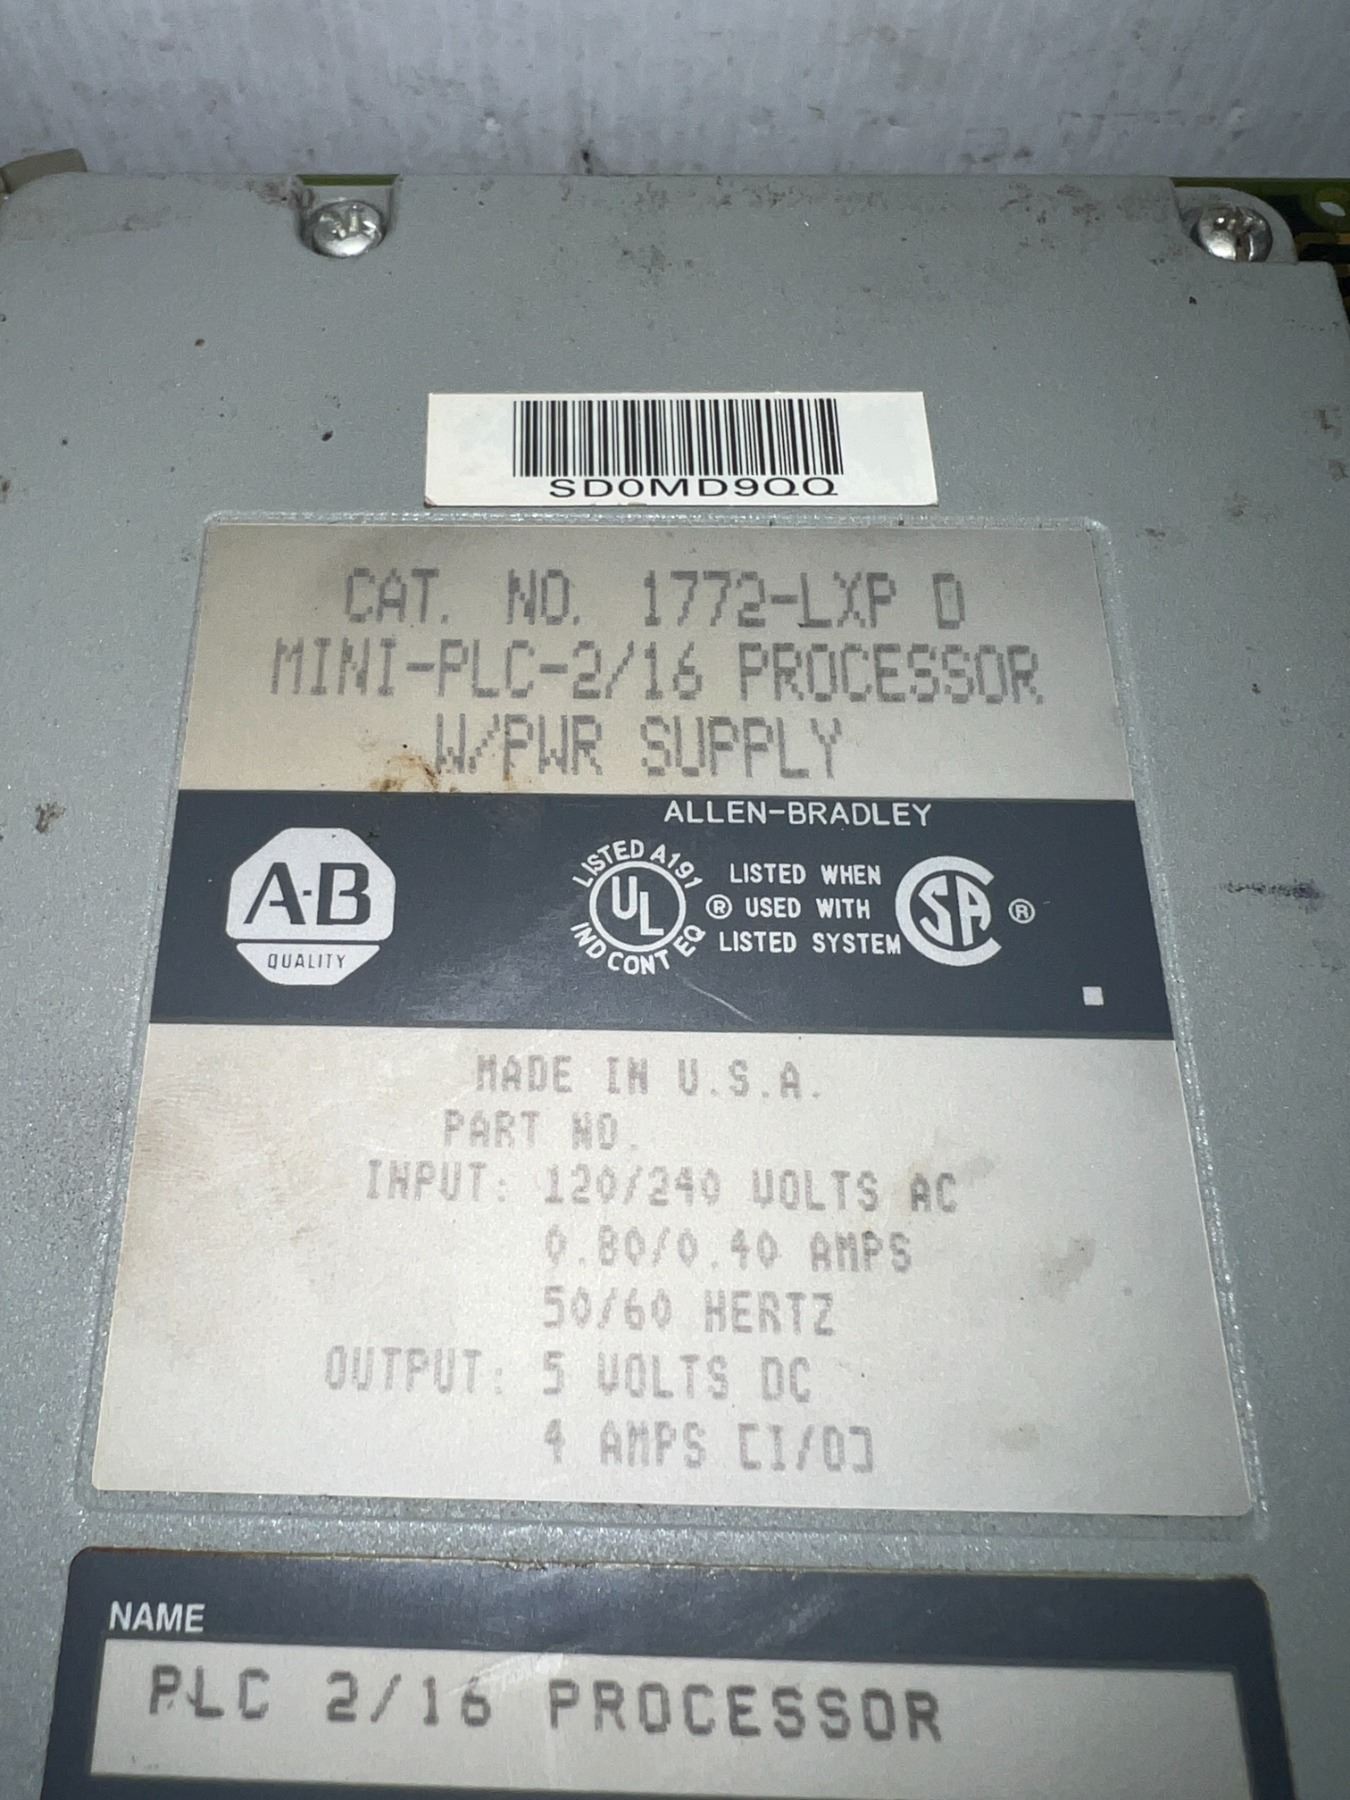 SD0MD9QQ
CAT. NO. 1772-LXP D
MINI-PLC-2/16 PROCESSOR
W/PWR SUPPLY
ALLEN-BRADLEY
A-B
QUALITY
LISTED A191
UL
IND CONT EQ
®
LISTED WHEN
USED WITH
LISTED SYSTEM
SA ®
MADE IN U.S.A.
PART NO.
INPUT: 120/240 VOLTS AC
0.80/0.40 AMPS
50/60 HERTZ
OUTPUT: 5 VOLTS DC
4 AMPS [I/O]
NAME
PLC 2/16 PROCESSOR